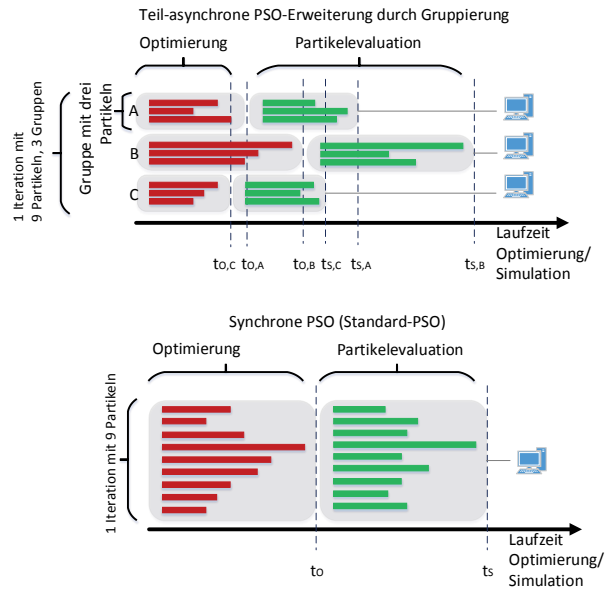 Teil-asynchrone PSO-Erweiterung durch Gruppierung
Optimierung
Partikelevaluation
1 Iteration mit
9 Partikeln, 3 Gruppen
Gruppe mit drei
Partikeln
A
B
C
Laufzeit
Optimierung/
Simulation
tO,C
tO,A
tO,B
tS,C
tS,A
tS,B
Synchrone PSO (Standard-PSO)
Optimierung
Partikelevaluation
1 Iteration mit 9 Partikeln
Laufzeit
Optimierung/
Simulation
tO
tS